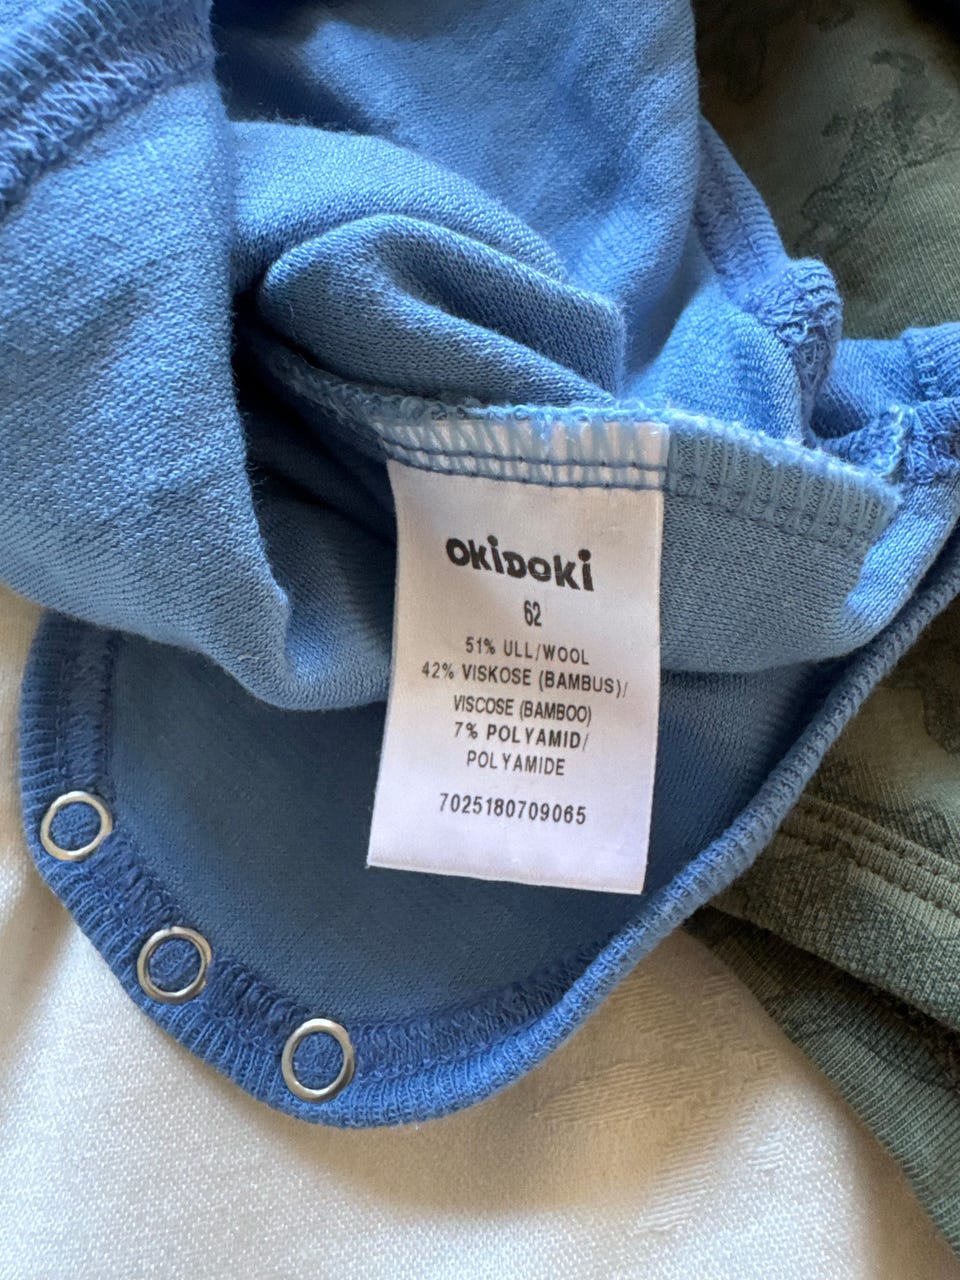 OKiDOKi
62
51% ULL/WOOL
42% VISKOSE (BAMBUS)/
VISCOSE (BAMBOO)
7% POLYAMID/
POLYAMIDE
7025180709065